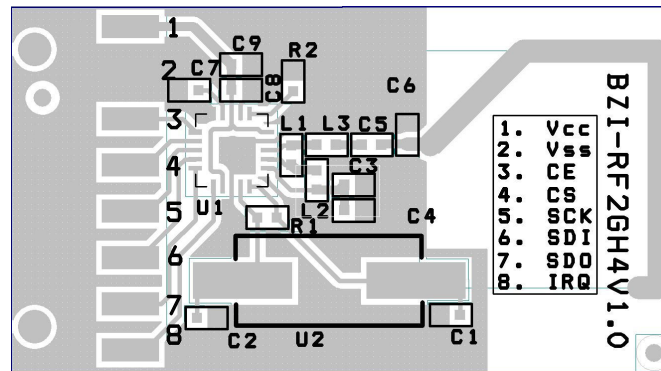 1
C9
R2
2
C7
C8
C6
3
L1
L3
C5
4
C3
5
U1
L2
R1
C4
6
7
8
C2
U2
C1
1. Vcc
2. Vss
3. CE
4. CS
5. SCK
6. SDI
7. SDO
8. IRQ
BZI-RF2GH4V1.0